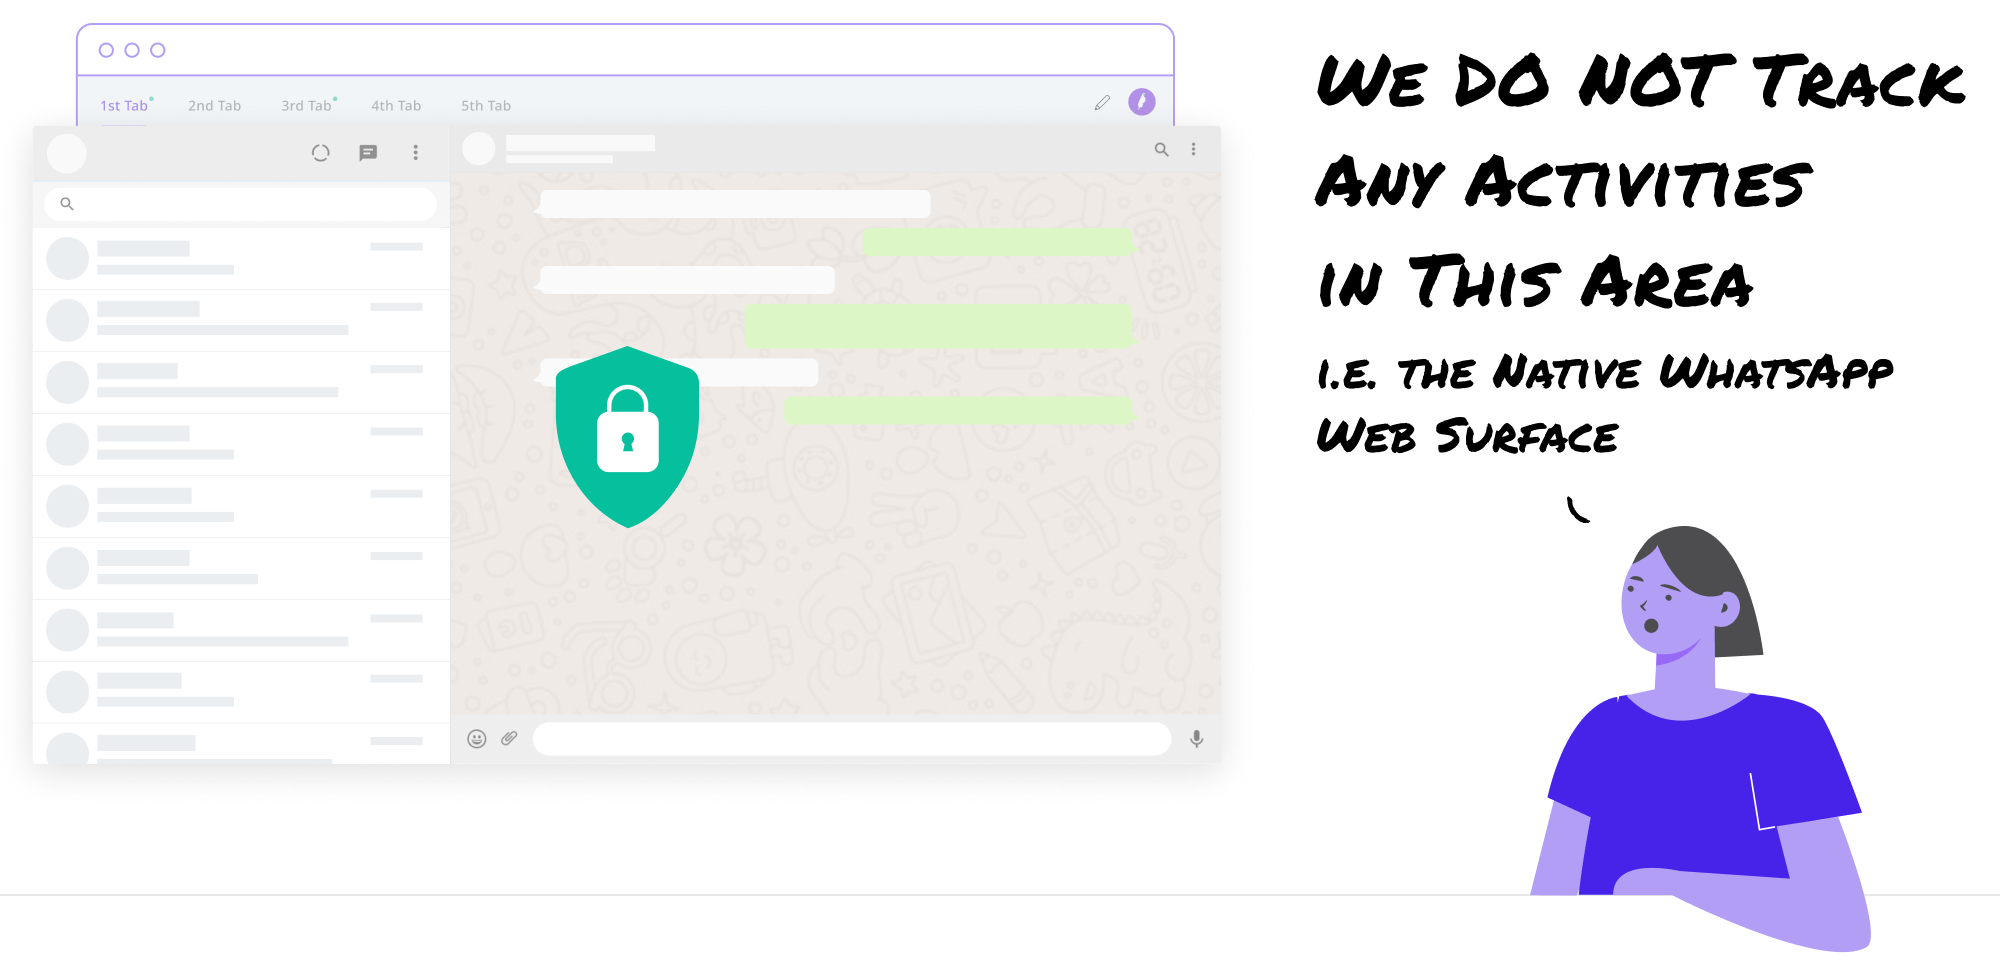 1st Tab 2nd Tab 3rd Tab 4th Tab 5th Tab
We DO NOT Track
Any Activities
in This Area
i.e. the Native WhatsApp
Web Surface